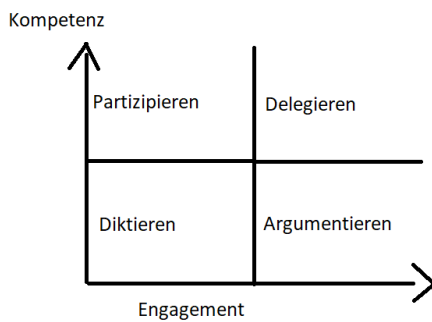 Kompetenz
Partizipieren
Delegieren
Diktieren
Argumentieren
Engagement